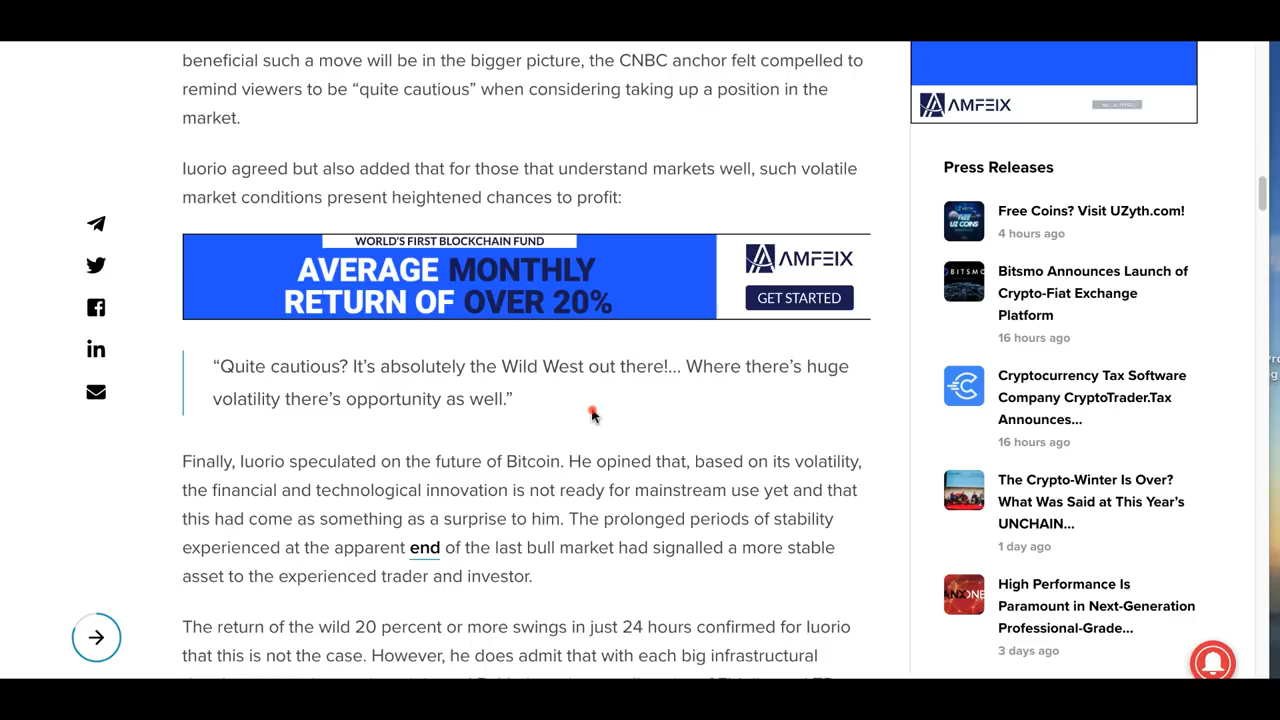 beneficial such a move will be in the bigger picture, the CNBC anchor felt compelled to
remind viewers to be “quite cautious” when considering taking up a position in the
market.
Iuorio agreed but also added that for those that understand markets well, such volatile
market conditions present heightened chances to profit:
WORLD'S FIRST BLOCKCHAIN FUND
AVERAGE MONTHLY
RETURN OF OVER 20%
AMFEIX
GET STARTED
“Quite cautious? It’s absolutely the Wild West out there!... Where there’s huge
volatility there’s opportunity as well.”
Finally, Iuorio speculated on the future of Bitcoin. He opined that, based on its volatility,
the financial and technological innovation is not ready for mainstream use yet and that
this had come as something as a surprise to him. The prolonged periods of stability
experienced at the apparent end of the last bull market had signalled a more stable
asset to the experienced trader and investor.
The return of the wild 20 percent or more swings in just 24 hours confirmed for Iuorio
that this is not the case. However, he does admit that with each big infrastructural
AMFEIX
Press Releases
Free Coins? Visit UZyth.com!
4 hours ago
Bitsmo Announces Launch of
Crypto-Fiat Exchange
Platform
16 hours ago
Cryptocurrency Tax Software
Company CryptoTrader.Tax
Announces...
16 hours ago
The Crypto-Winter Is Over?
What Was Said at This Year’s
UNCHAIN...
1 day ago
High Performance Is
Paramount in Next-Generation
Professional-Grade...
3 days ago